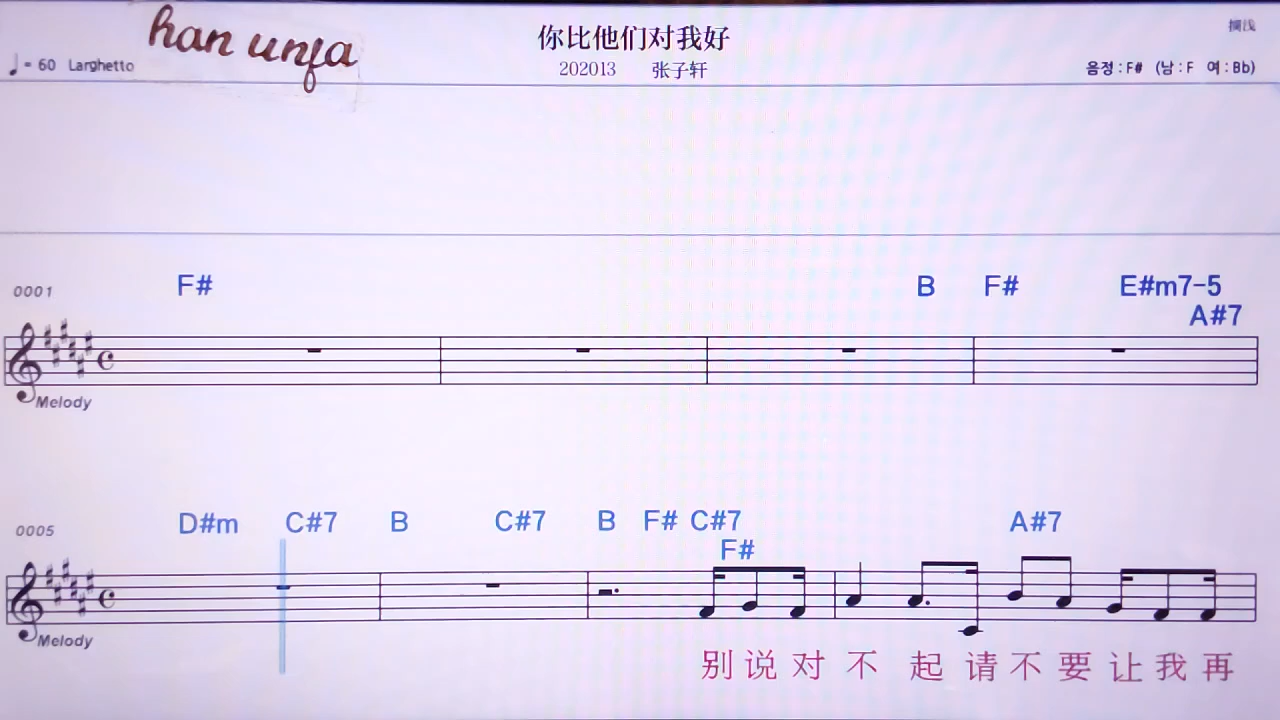 han unfa
你比他们对我好
搁浅
♩= 60 Larghetto
202013 张子轩
음정 : F# (남 : F 여 : Bb)
0001 F# B F# E#m7-5
A#7
Melody
0005 D#m C#7 B C#7 B F# C#7 A#7
F#
Melody
别 说 对 不 起 请 不 要 让 我 再